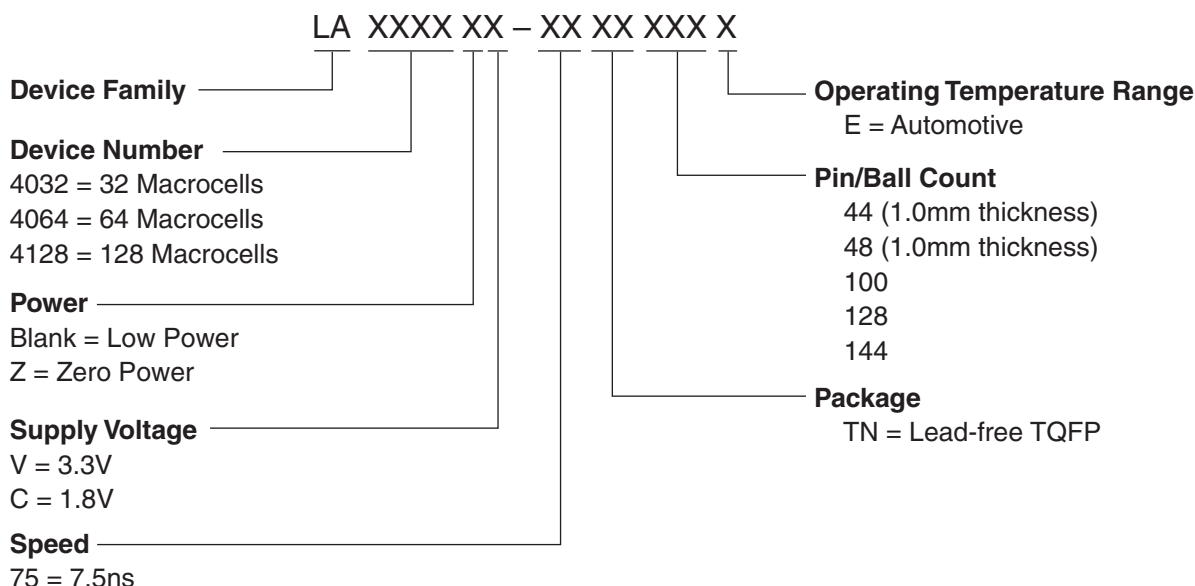 LA XXXX XX – XX XX XXX X
Device Family
Device Number
4032 = 32 Macrocells
4064 = 64 Macrocells
4128 = 128 Macrocells
Power
Blank = Low Power
Z = Zero Power
Supply Voltage
V = 3.3V
C = 1.8V
Speed
75 = 7.5ns
Operating Temperature Range
E = Automotive
Pin/Ball Count
44 (1.0mm thickness)
48 (1.0mm thickness)
100
128
144
Package
TN = Lead-free TQFP